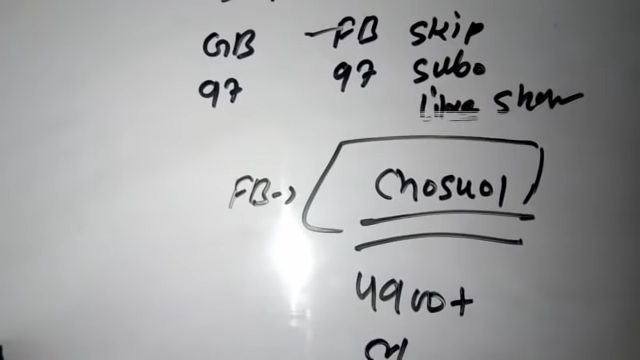 GB - FB skip
97 97 subo
live show
FB->
Chosuol
4900+